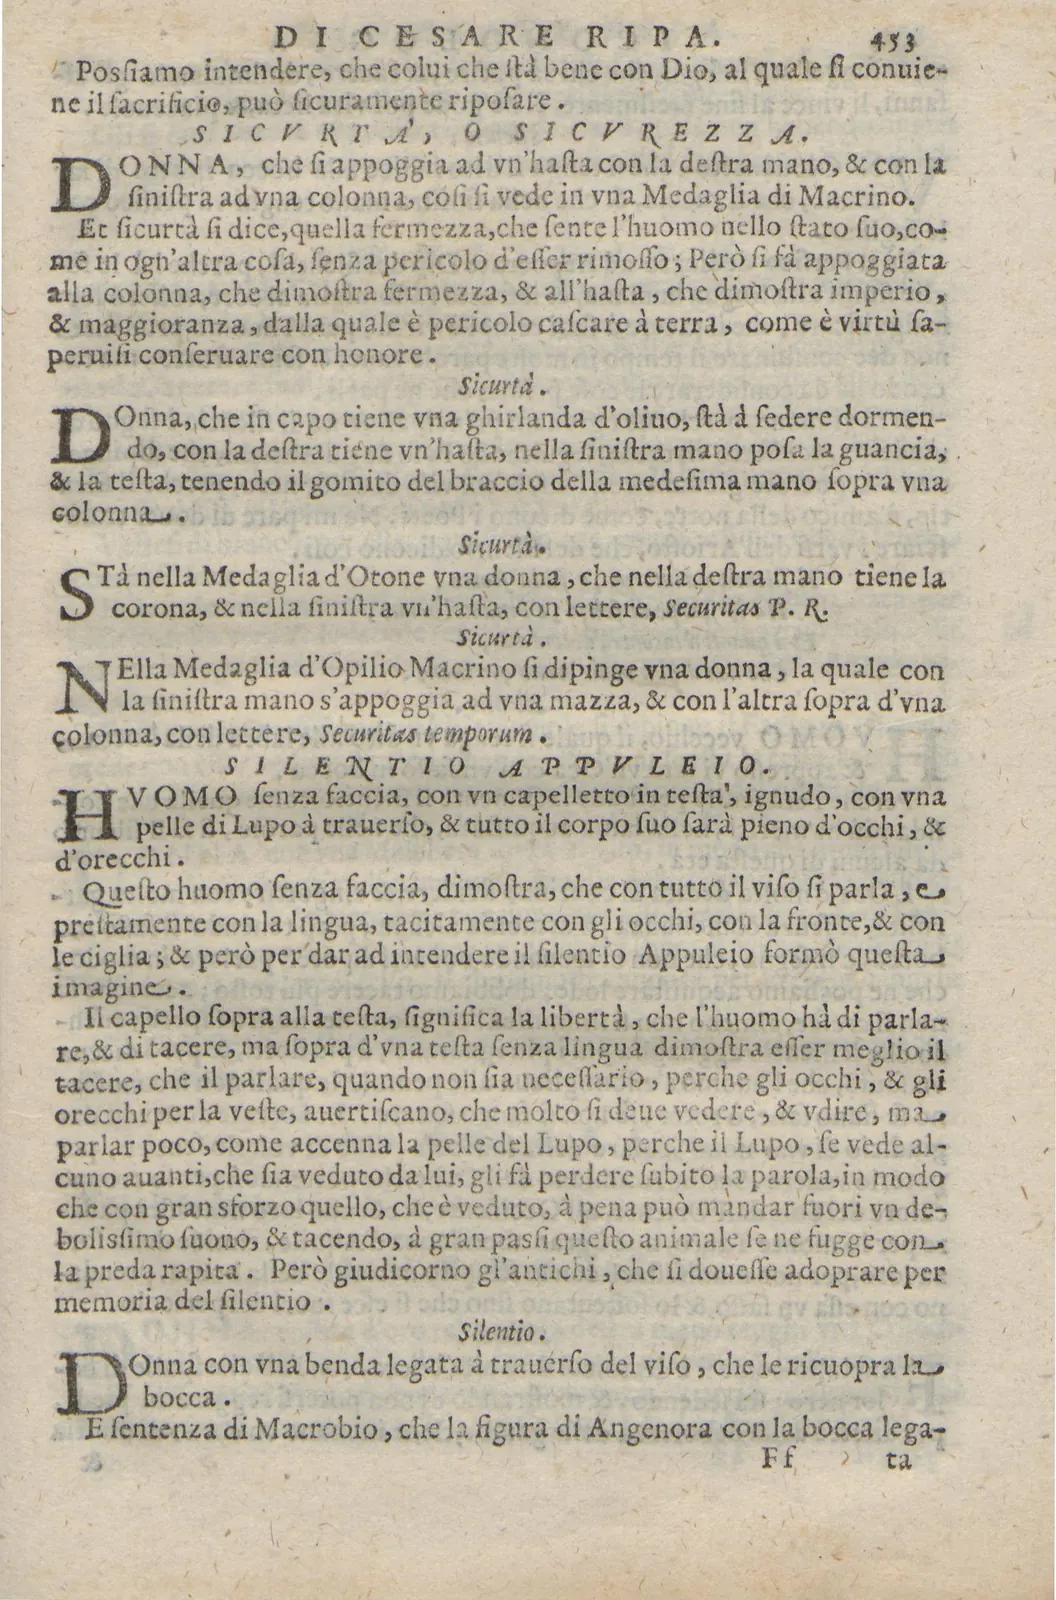 DI CESARE RIPA. 453
Possiamo intendere, che colui che stà bene con Dio, al quale si conuie-
ne il sacrificio, può sicuramente riposare.
SICVRTÀ, O SICVREZZA.
DONNA, che si appoggia ad vn'hasta con la destra mano, & con la
sinistra ad vna colonna, così si vede in vna Medaglia di Macrino.
Et sicurtà si dice, quella fermezza, che sente l'huomo nello stato suo, co-
me in ogn'altra cosa, senza pericolo d'esser rimosso; Però si fà appoggiata
alla colonna, che dimostra fermezza, & all'hasta, che dimostra imperio,
& maggioranza, dalla quale è pericolo cascare à terra, come è virtù sa-
peruisi conseruare con honore.
Sicurtà.
DOnna, che in capo tiene vna ghirlanda d'oliuo, stà à sedere dormen-
do, con la destra tiene vn'hasta, nella sinistra mano posa la guancia,
& la testa, tenendo il gomito del braccio della medesima mano sopra vna
colonna.
Sicurtà.
STà nella Medaglia d'Otone vna donna, che nella destra mano tiene la
corona, & nella sinistra vn'hasta, con lettere, Securitas P. R.
Sicurtà.
NElla Medaglia d'Opilio Macrino si dipinge vna donna, la quale con
la sinistra mano s'appoggia ad vna mazza, & con l'altra sopra d'vna
colonna, con lettere, Securitas temporum.
SILENTIO APPVLEIO.
HVOMO senza faccia, con vn capelletto in testa, ignudo, con vna
pelle di Lupo à trauerso, & tutto il corpo suo sarà pieno d'occhi, &
d'orecchi.
Questo huomo senza faccia, dimostra, che con tutto il viso si parla, e
prestamente con la lingua, tacitamente con gli occhi, con la fronte, & con
le ciglia; & però per dar ad intendere il silentio Appuleio formò questa
imagine.
Il capello sopra alla testa, significa la libertà, che l'huomo hà di parla-
re, & di tacere, ma sopra d'vna testa senza lingua dimostra esser meglio il
tacere, che il parlare, quando non sia necessario, perche gli occhi, & gli
orecchi per la veste, auertiscano, che molto si deue vedere, & vdire, ma
parlar poco, come accenna la pelle del Lupo, perche il Lupo, se vede al-
cuno auanti, che sia veduto da lui, gli fà perdere subito la parola, in modo
che con gran sforzo quello, che è veduto, à pena può mandar fuori vn de-
bolissimo suono, & tacendo, à gran passi questo animale se ne fugge con
la preda rapita. Però giudicorno gl'antichi, che si douesse adoprare per
memoria del silentio.
Silentio.
DOnna con vna benda legata à trauerso del viso, che le ricuopra la
bocca.
E sentenza di Macrobio, che la figura di Angenora con la bocca lega-
Ff ta